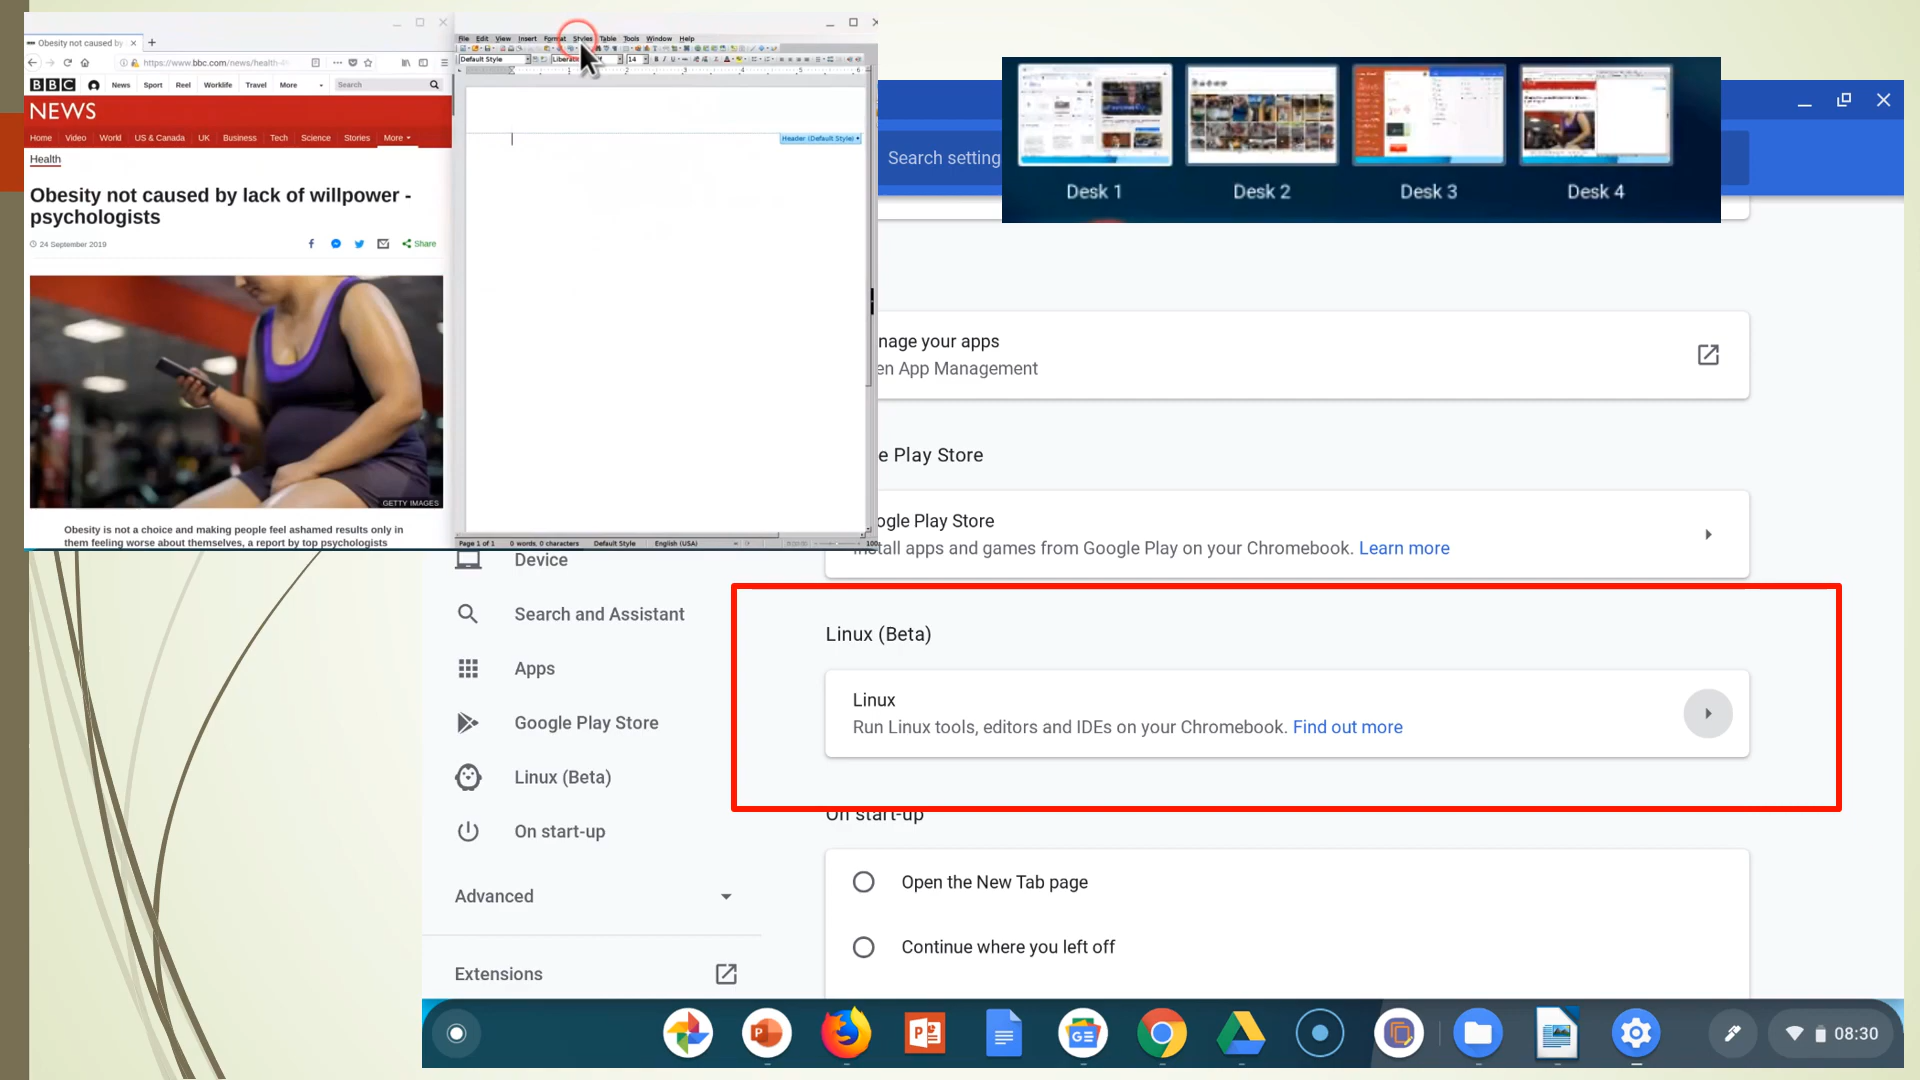 Obesity not caused by
https://www.bbc.com/news/health-4
BBC
News Sport Reel Worklife Travel More Search
NEWS
Home Video World US & Canada UK Business Tech Science Stories More
Health
Obesity not caused by lack of willpower -
psychologists
24 September 2019
Share
GETTY IMAGES
Obesity is not a choice and making people feel ashamed results only in
them feeling worse about themselves, a report by top psychologists
File Edit View Insert Format Styles Table Tools Window Help
Default Style
14
Header (Default Style)
Page 1 of 1 0 words, 0 characters Default Style English (USA)
Search setting
Desk 1 Desk 2 Desk 3 Desk 4
nage your apps
en App Management
e Play Store
ogle Play Store
tall apps and games from Google Play on your Chromebook. Learn more
Device
Search and Assistant
Apps
Google Play Store
Linux (Beta)
On start-up
Advanced
Extensions
Linux (Beta)
Linux
Run Linux tools, editors and IDEs on your Chromebook. Find out more
On start-up
Open the New Tab page
Continue where you left off
08:30